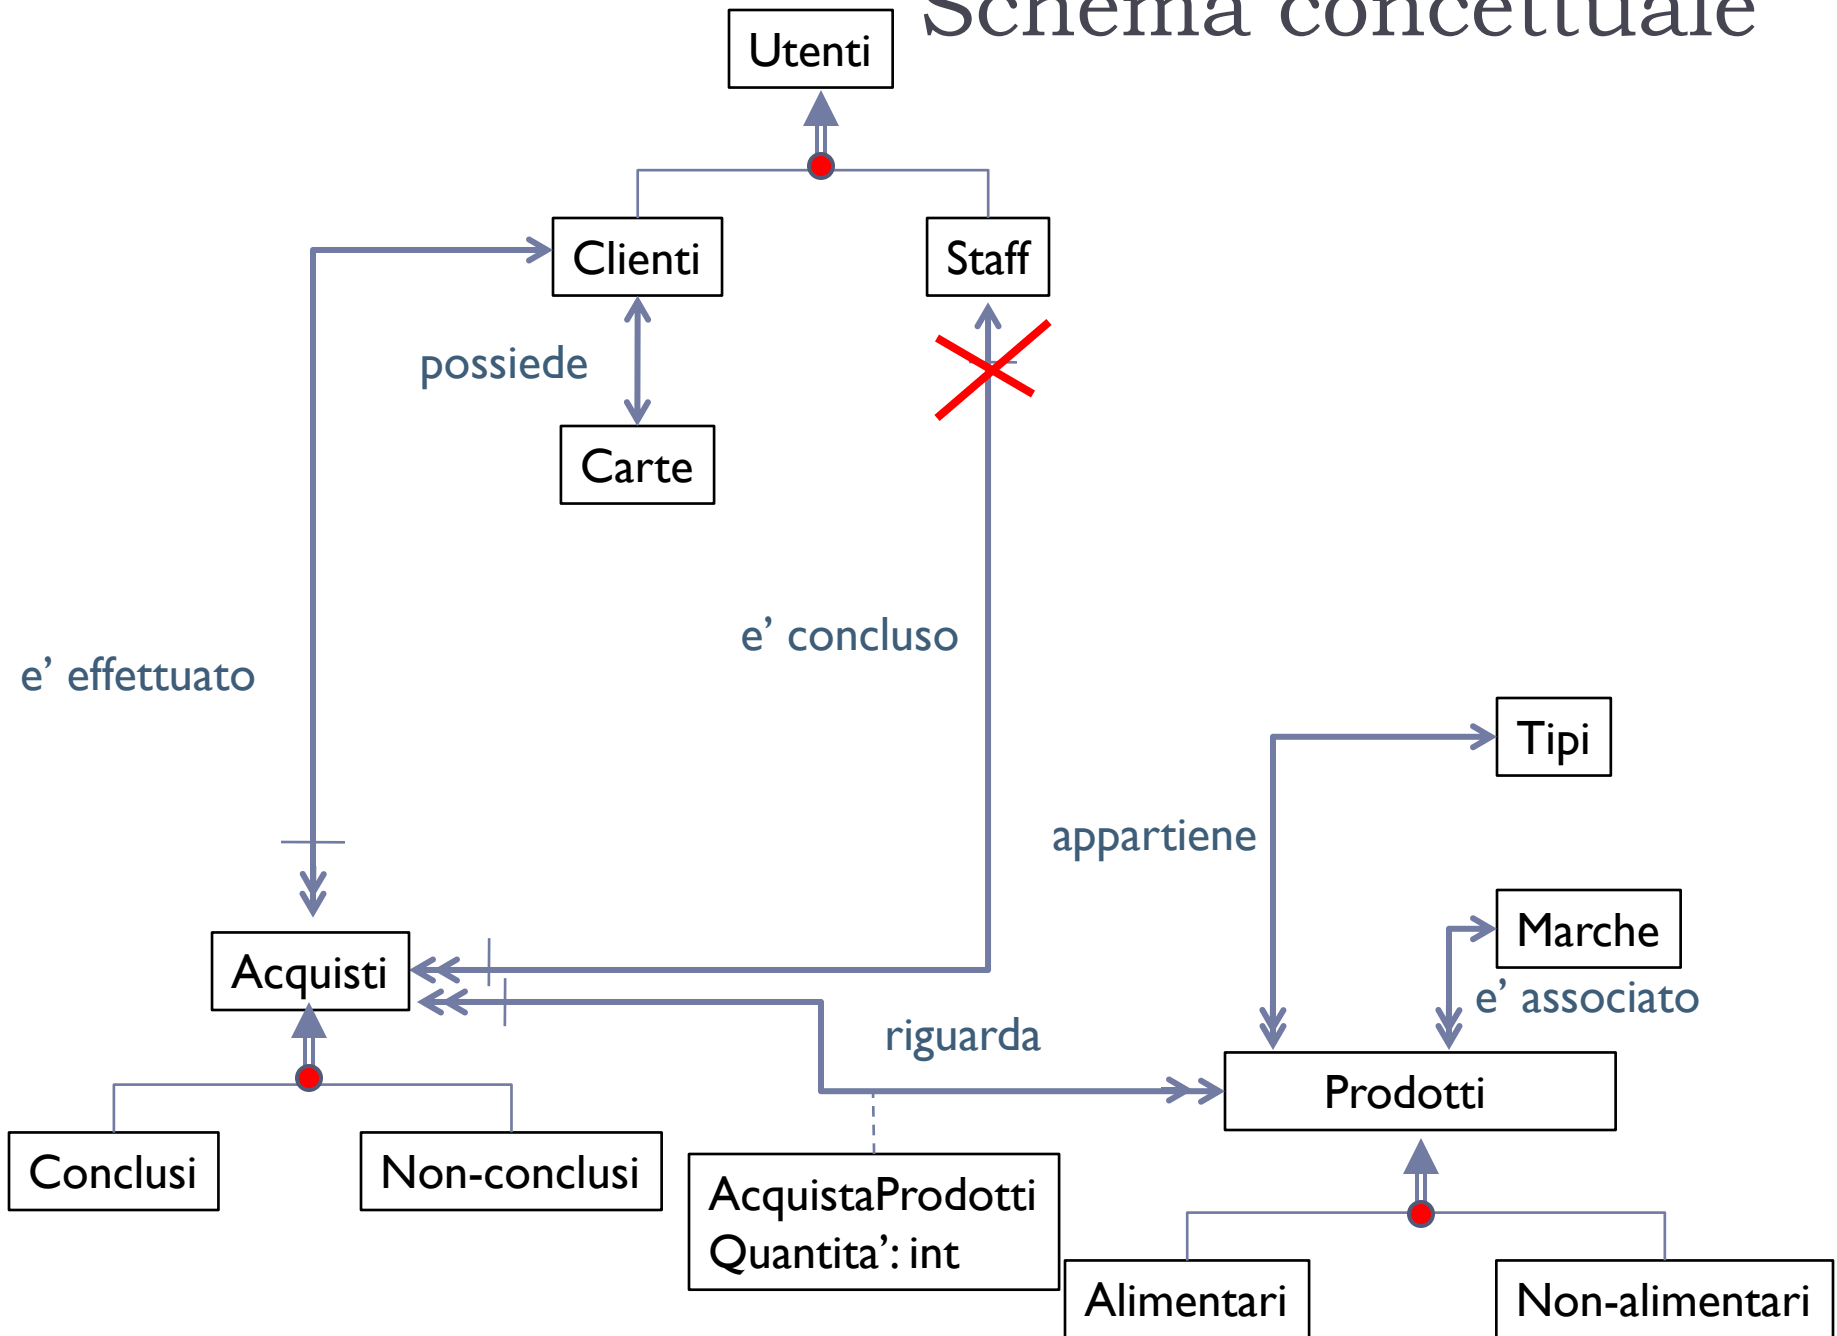 Schema concettuale
Utenti
Clienti
Staff
possiede
Carte
e’ concluso
e’ effettuato
Tipi
appartiene
Marche
Acquisti
e’ associato
riguarda
Prodotti
Conclusi
Non-conclusi
AcquistaProdotti
Quantita’: int
Alimentari
Non-alimentari